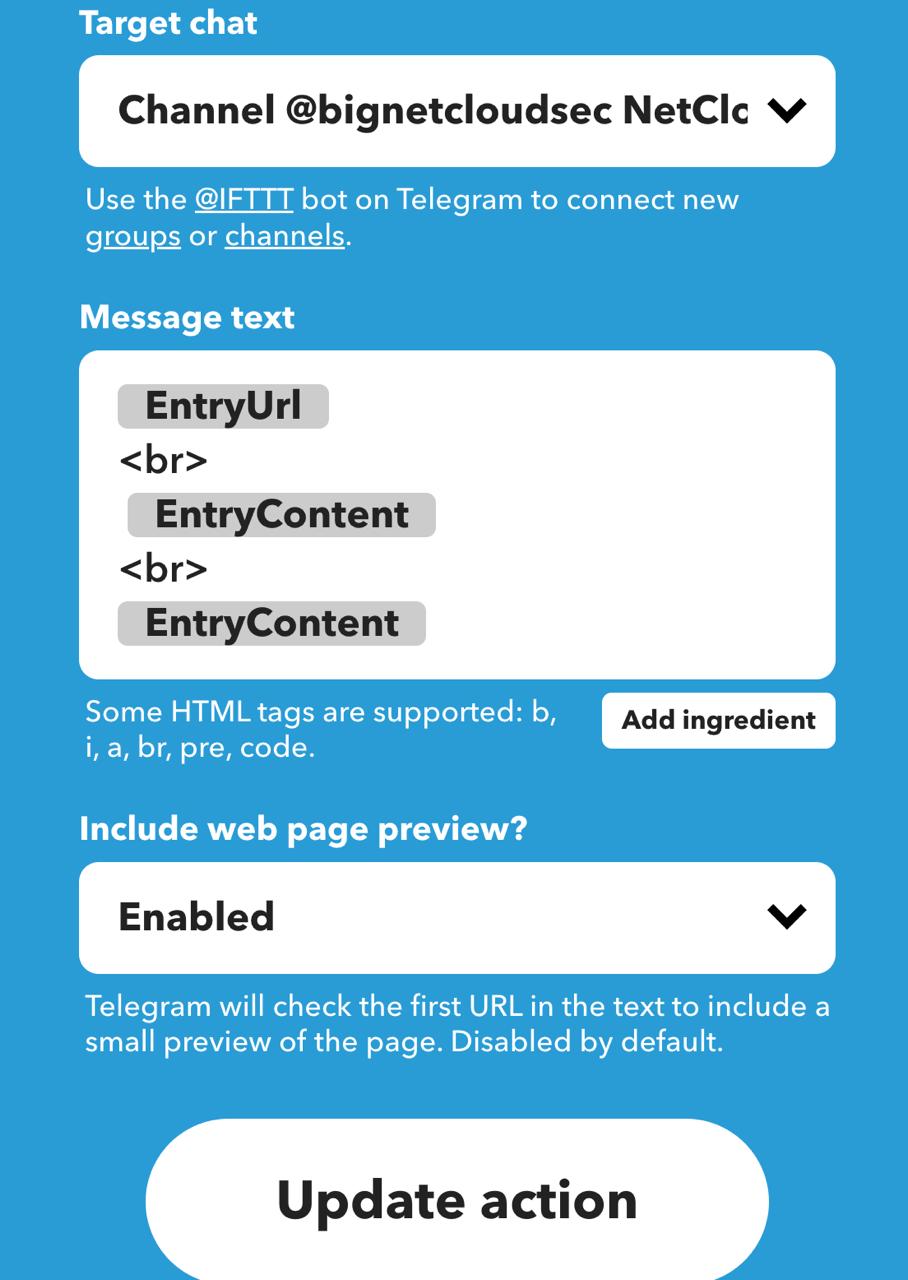 Target chat
Channel @bignetcloudsec NetClo
Use the @IFTTT bot on Telegram to connect new
groups or channels.
Message text
EntryUrl
<br>
EntryContent
<br>
EntryContent
Some HTML tags are supported: b,
i, a, br, pre, code.
Add ingredient
Include web page preview?
Enabled
Telegram will check the first URL in the text to include a
small preview of the page. Disabled by default.
Update action